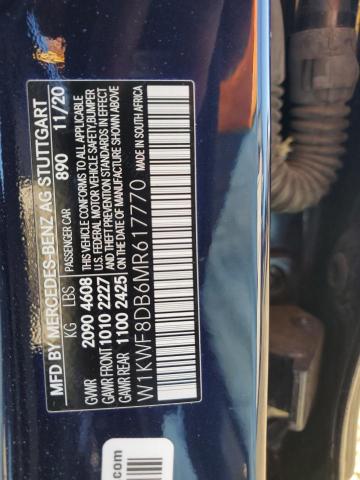 MFD BY MERCEDES-BENZ AG STUTTGART
890 11/20
PASSENGER CAR
KG LBS
GVWR 2090 4608
GAWR FRONT 1010 2227
GAWR REAR 1100 2425
THIS VEHICLE CONFORMS TO ALL APPLICABLE
U.S. FEDERAL MOTOR VEHICLE SAFETY, BUMPER
AND THEFT PREVENTION STANDARDS IN EFFECT
ON THE DATE OF MANUFACTURE SHOWN ABOVE
W1KWF8DB6MR617770
MADE IN SOUTH AFRICA
.com